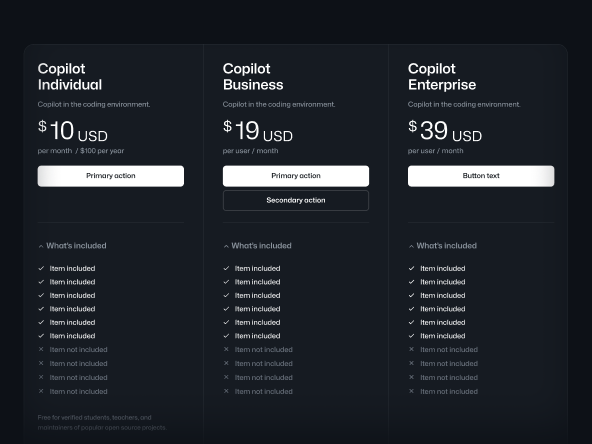 Copilot
Individual
Copilot in the coding environment.
$10 USD
per month / $100 per year
Primary action
What's included
Item included
Item included
Item included
Item included
Item included
Item included
Item not included
Item not included
Item not included
Item not included
Free for verified students, teachers, and
maintainers of popular open source projects.
Copilot
Business
Copilot in the coding environment.
$19 USD
per user / month
Primary action
Secondary action
What's included
Item included
Item included
Item included
Item included
Item included
Item included
Item not included
Item not included
Item not included
Item not included
Copilot
Enterprise
Copilot in the coding environment.
$39 USD
per user / month
Button text
What's included
Item included
Item included
Item included
Item included
Item included
Item included
Item not included
Item not included
Item not included
Item not included